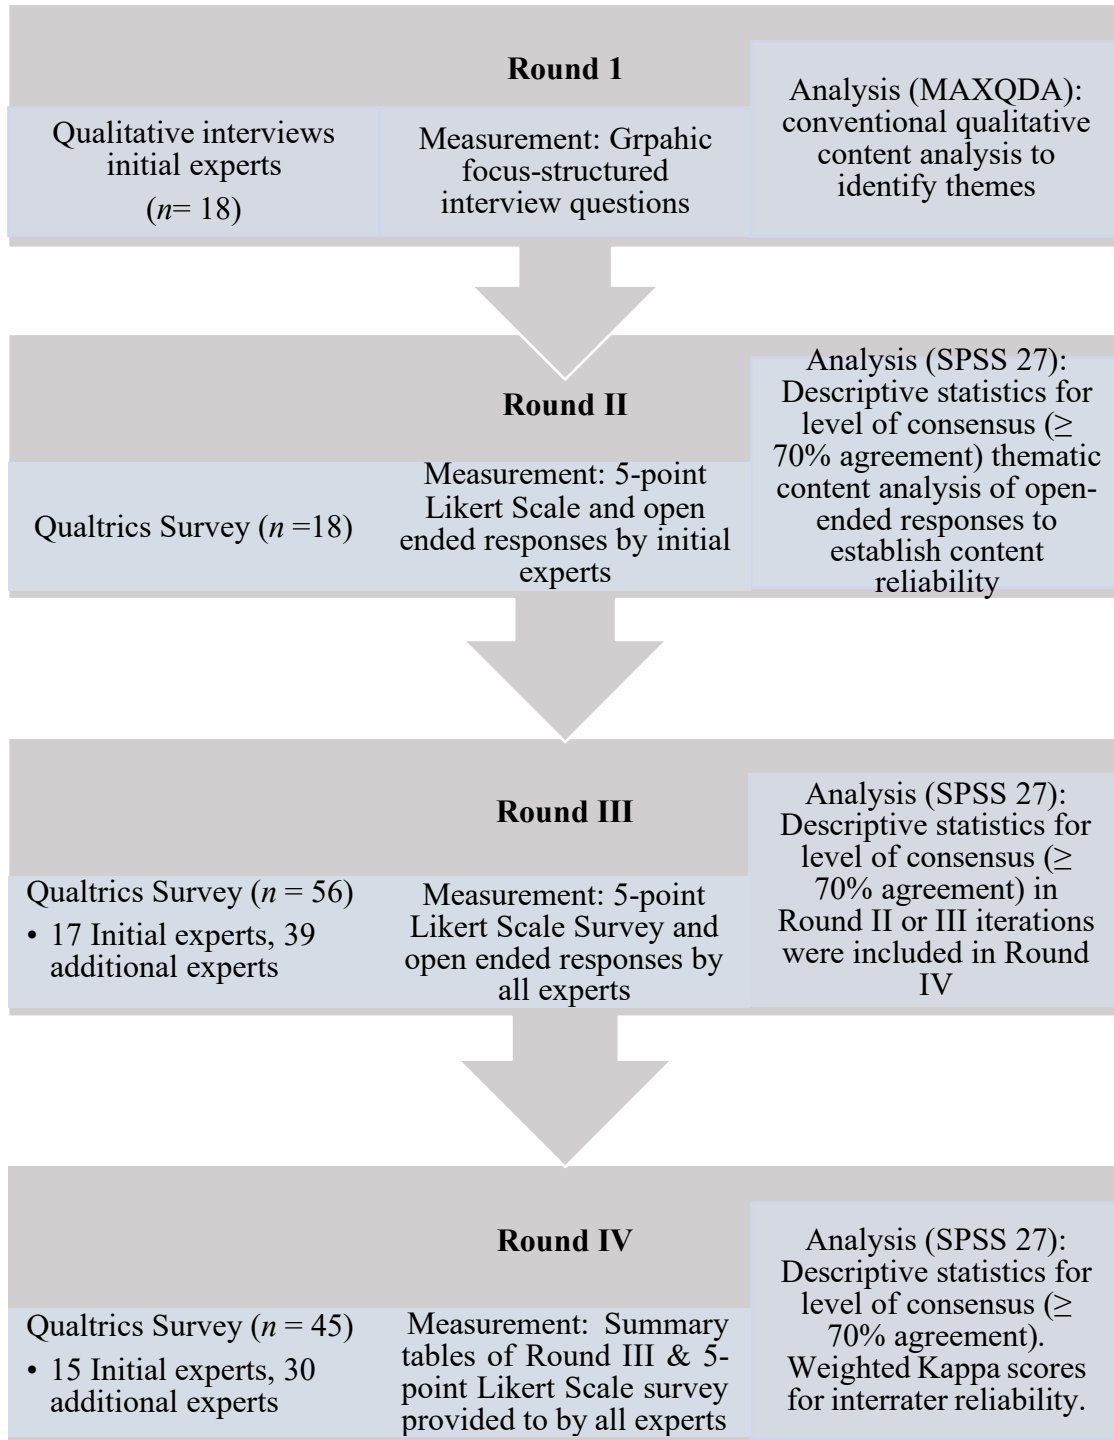 Round 1
Qualitative interviews
initial experts
(n= 18)
Measurement: Grpahic
focus-structured
interview questions
Analysis (MAXQDA):
conventional qualitative
content analysis to
identify themes
Round II
Qualtrics Survey (n =18)
Measurement: 5-point
Likert Scale and open
ended responses by initial
experts
Analysis (SPSS 27):
Descriptive statistics for
level of consensus (≥
70% agreement) thematic
content analysis of open-
ended responses to
establish content
reliability
Round III
Qualtrics Survey (n = 56)
• 17 Initial experts, 39
additional experts
Measurement: 5-point
Likert Scale Survey and
open ended responses by
all experts
Analysis (SPSS 27):
Descriptive statistics for
level of consensus (≥
70% agreement) in
Round II or III iterations
were included in Round
IV
Round IV
Qualtrics Survey (n = 45)
• 15 Initial experts, 30
additional experts
Measurement: Summary
tables of Round III & 5-
point Likert Scale survey
provided to by all experts
Analysis (SPSS 27):
Descriptive statistics for
level of consensus (≥
70% agreement).
Weighted Kappa scores
for interrater reliability.